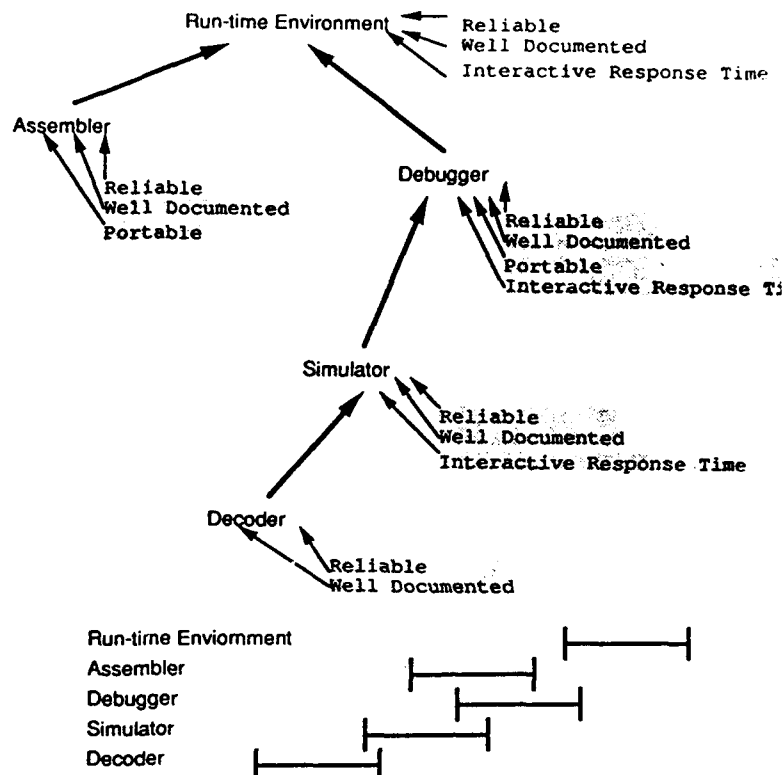 Run-time Environment
Reliable
Well Documented
Interactive Response Time
Assembler
Reliable
Well Documented
Portable
Debugger
Reliable
Well Documented
Portable
Interactive Response Ti
Simulator
Reliable
Well Documented
Interactive Response Time
Decoder
Reliable
Well Documented
Run-time Enviornment
Assembler
Debugger
Simulator
Decoder